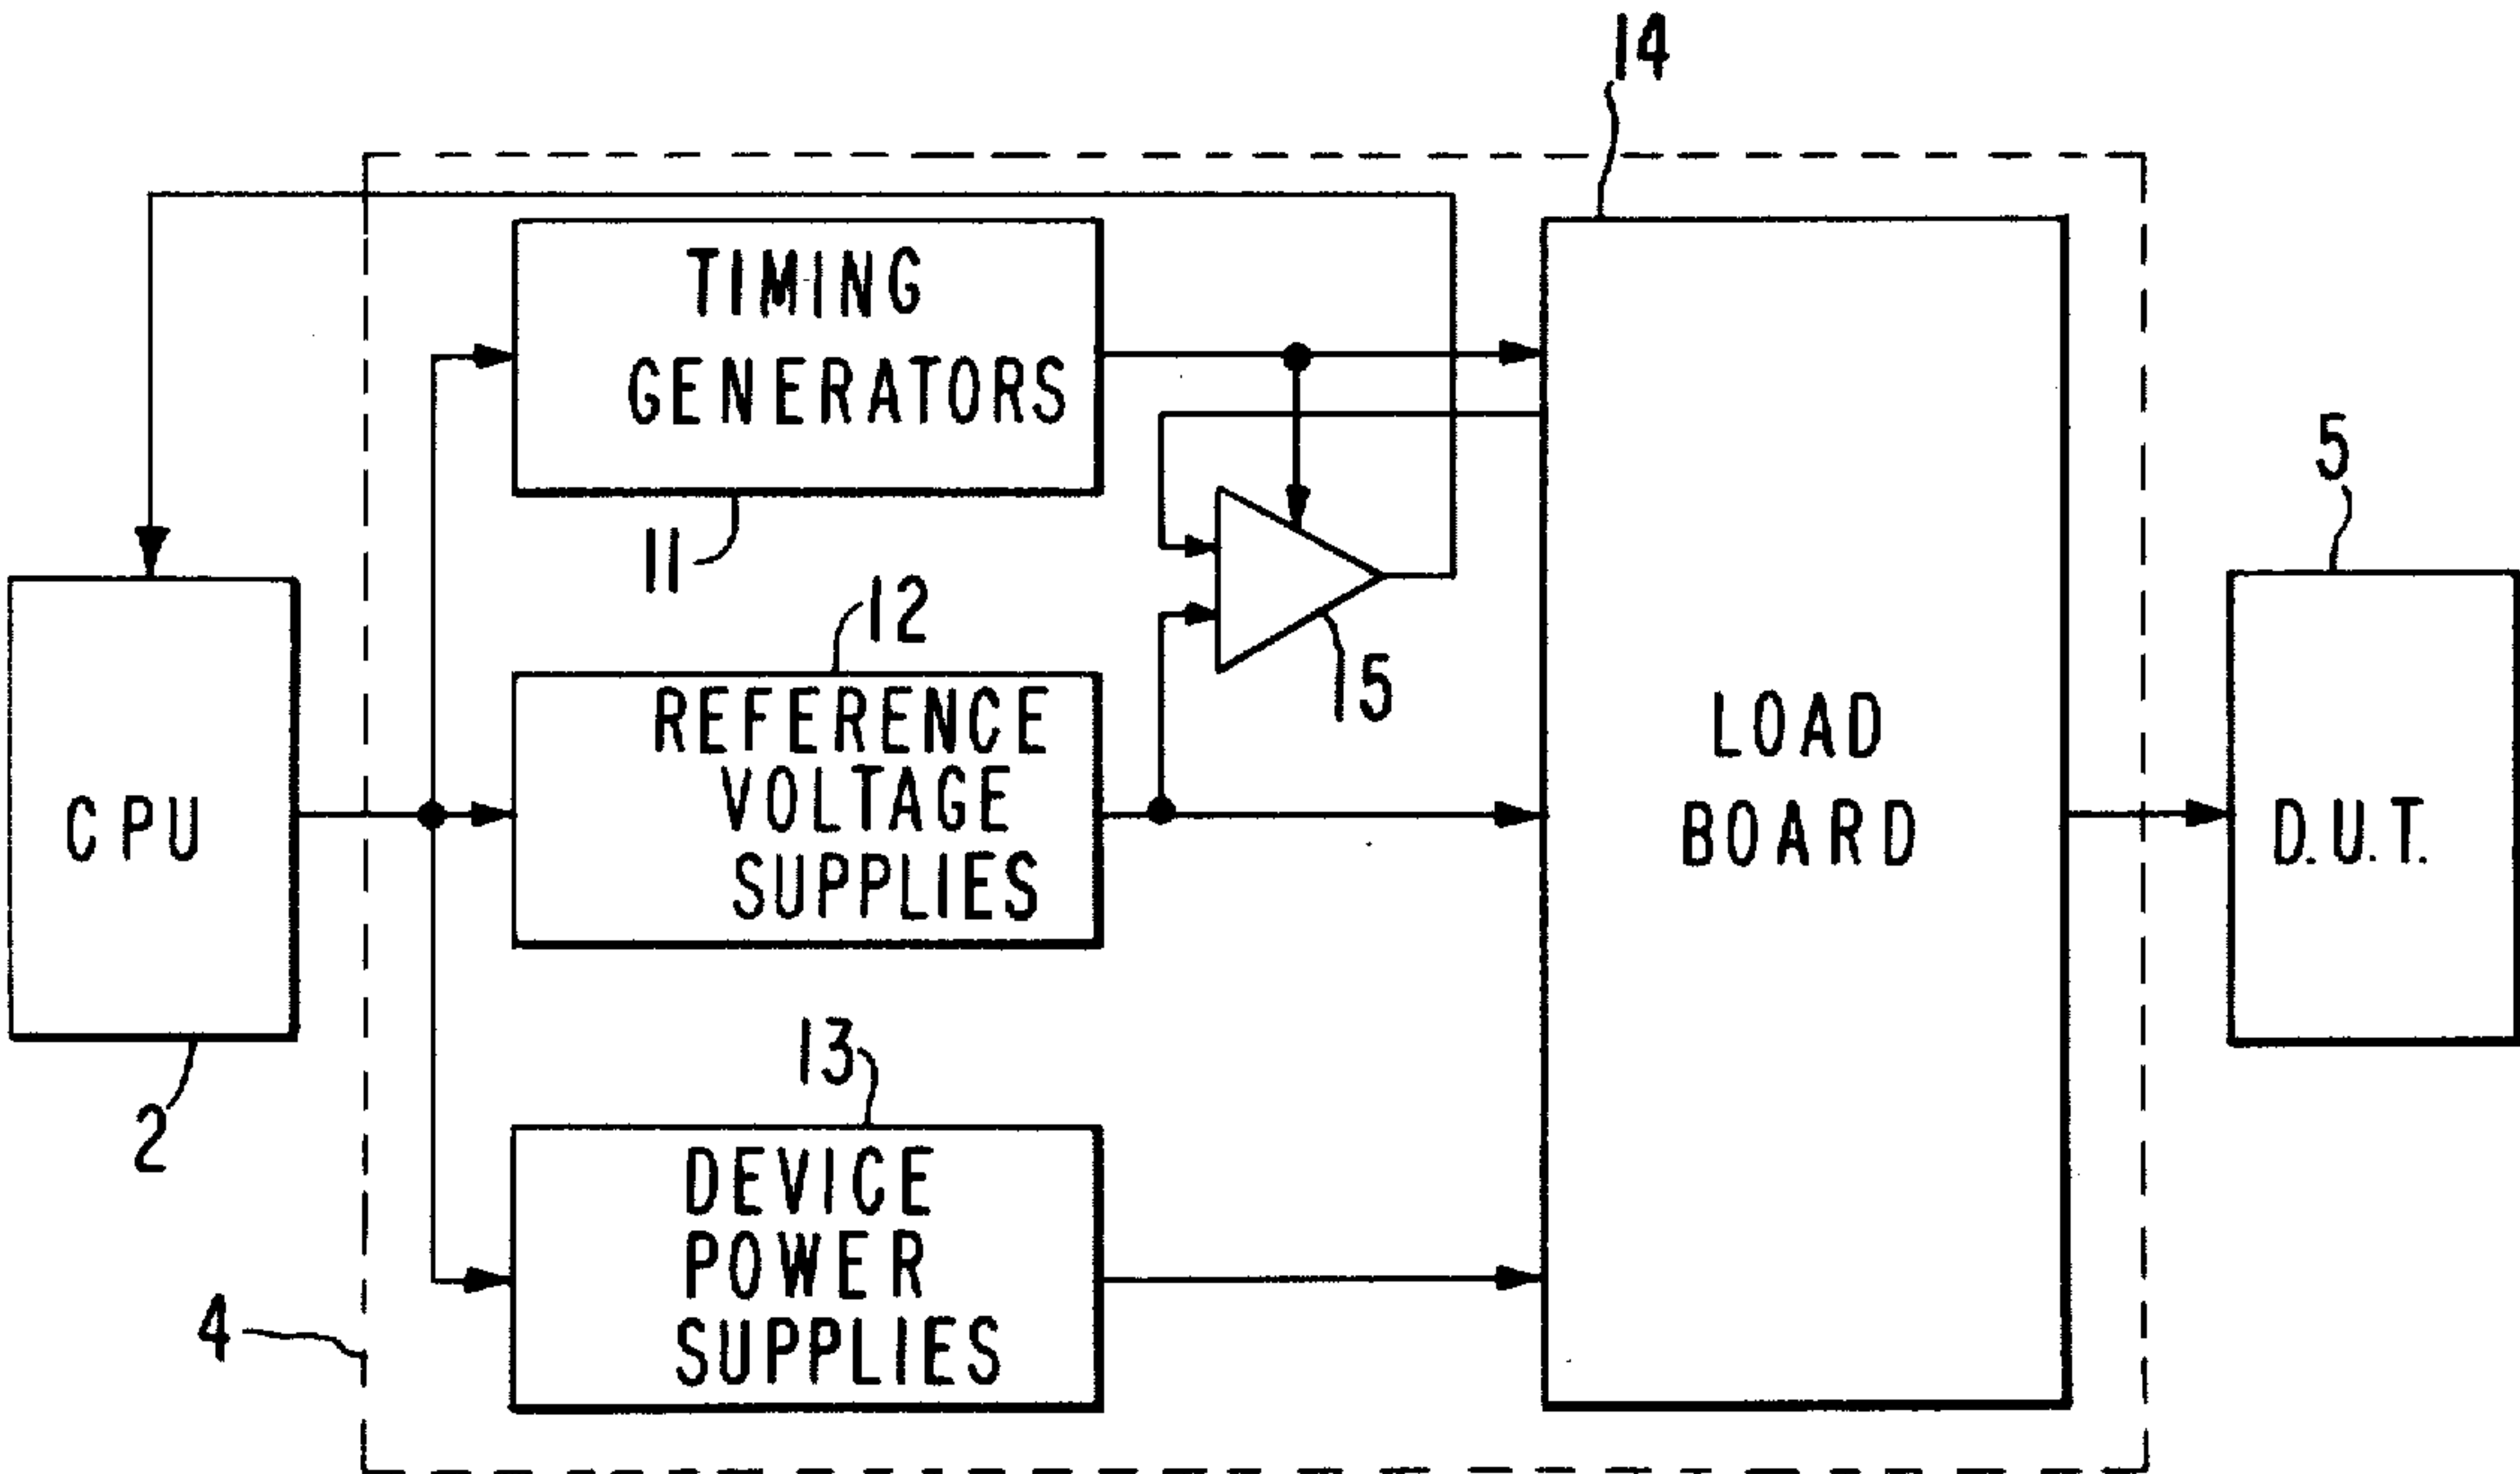 14
TIMING
GENERATORS
11
5
12
15
CPU
REFERENCE
VOLTAGE
SUPPLIES
LOAD
BOARD
D.U.T.
2
13
DEVICE
POWER
SUPPLIES
4